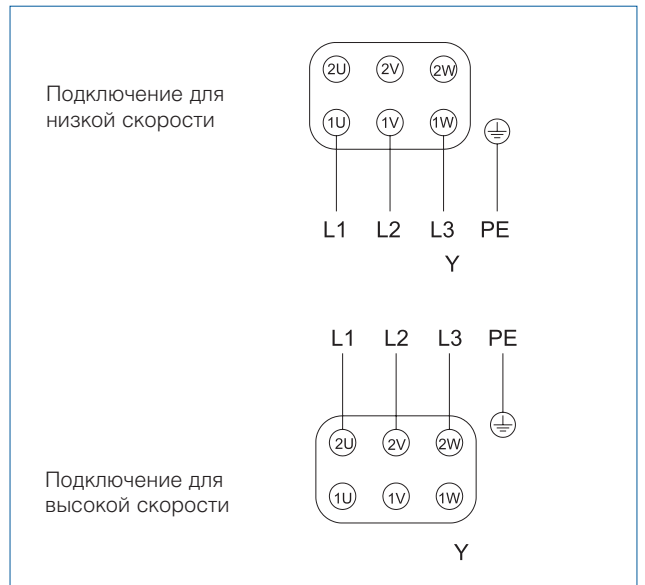 Подключение для
низкой скорости
2U 2V 2W
1U 1V 1W
L1 L2 L3 PE
Y
L1 L2 L3 PE
2U 2V 2W
Подключение для
высокой скорости
1U 1V 1W
Y